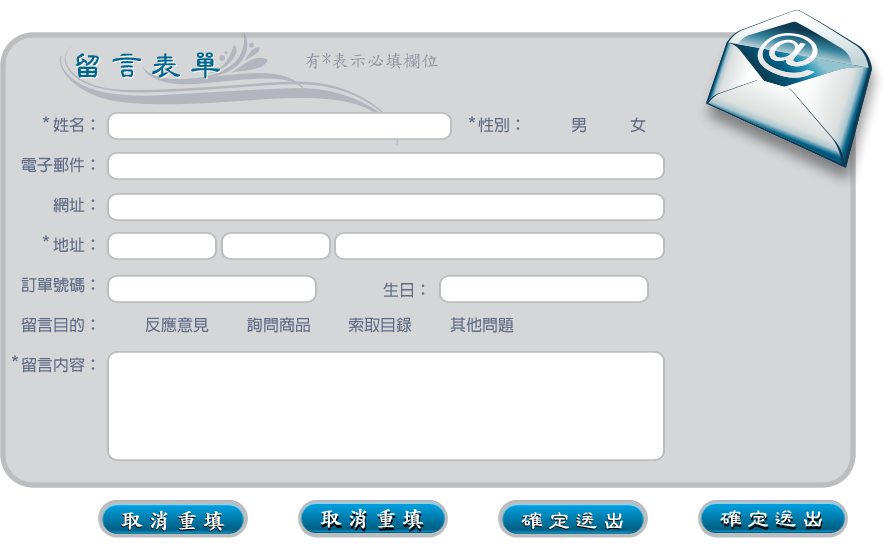 留言表單 有*表示必填欄位
*姓名： *性別： 男 女
電子郵件：
網址：
*地址：
訂單號碼： 生日：
留言目的： 反應意見 詢問商品 索取目錄 其他問題
*留言內容：
取消重填 取消重填 確定送出 確定送出